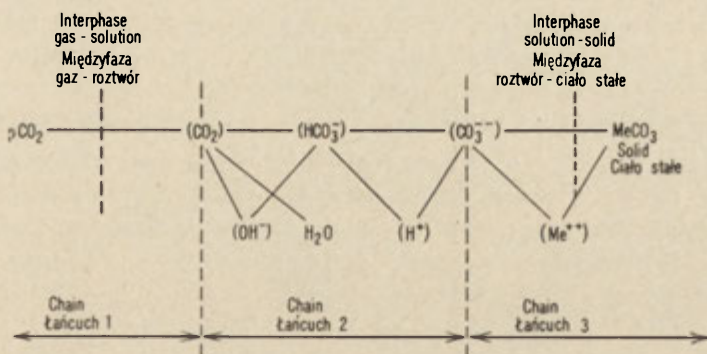 Interphase
gas - solution
Międzyfaza
gaz - roztwór
Interphase
solution - solid
Międzyfaza
roztwór - ciało stałe
pCO₂ (CO₂) (HCO₃⁻) (CO₃⁻⁻) MeCO₃
Solid
Ciało stałe
(OH⁻) H₂O (H⁺) (Me⁺⁺)
Chain
Łańcuch 1
Chain
Łańcuch 2
Chain
Łańcuch 3